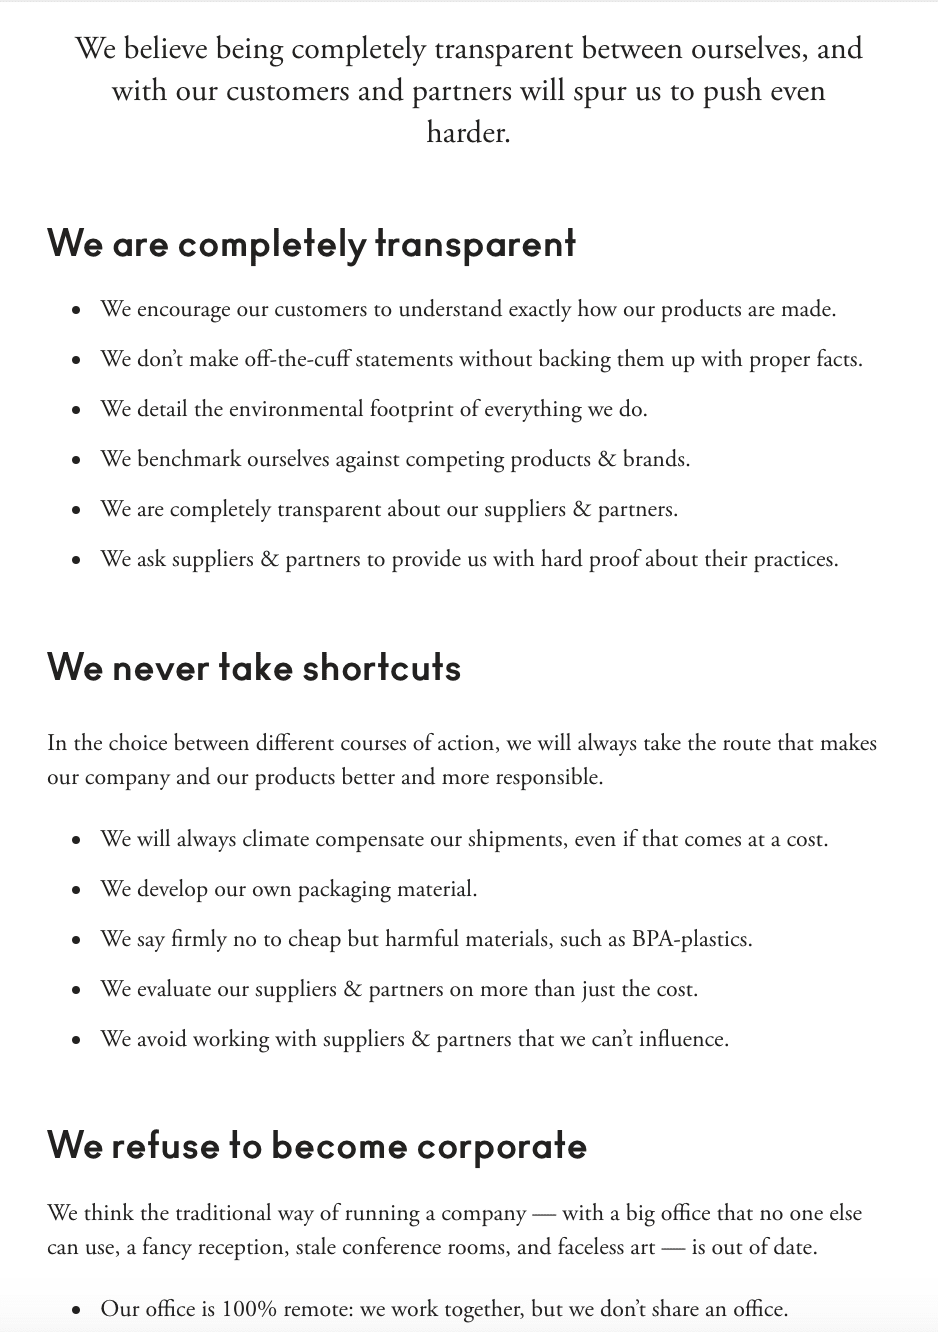 We believe being completely transparent between ourselves, and
with our customers and partners will spur us to push even
harder.
We are completely transparent
• We encourage our customers to understand exactly how our products are made.
• We don’t make off-the-cuff statements without backing them up with proper facts.
• We detail the environmental footprint of everything we do.
• We benchmark ourselves against competing products & brands.
• We are completely transparent about our suppliers & partners.
• We ask suppliers & partners to provide us with hard proof about their practices.
We never take shortcuts
In the choice between different courses of action, we will always take the route that makes
our company and our products better and more responsible.
• We will always climate compensate our shipments, even if that comes at a cost.
• We develop our own packaging material.
• We say firmly no to cheap but harmful materials, such as BPA-plastics.
• We evaluate our suppliers & partners on more than just the cost.
• We avoid working with suppliers & partners that we can’t influence.
We refuse to become corporate
We think the traditional way of running a company — with a big office that no one else
can use, a fancy reception, stale conference rooms, and faceless art — is out of date.
• Our office is 100% remote: we work together, but we don’t share an office.